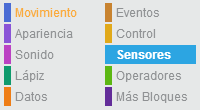 Movimiento Eventos
Apariencia Control
Sonido Sensores
Lápiz Operadores
Datos Más Bloques